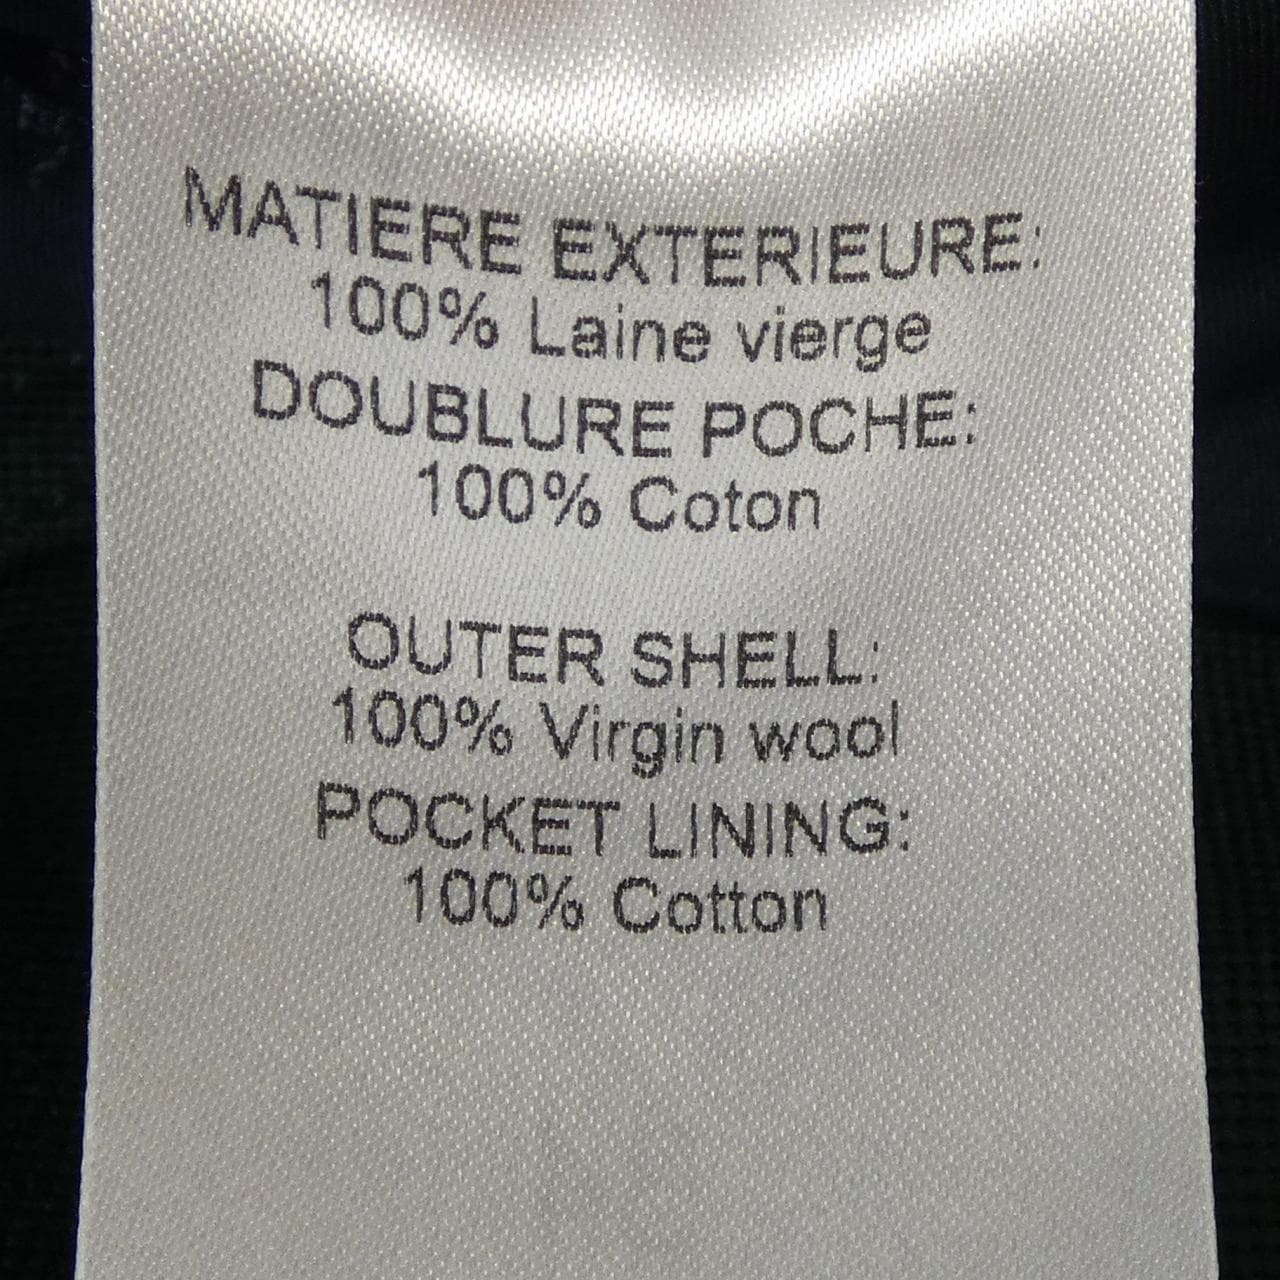 MATIERE EXTERIEURE:
100% Laine vierge
DOUBLURE POCHE:
100% Coton
OUTER SHELL:
100% Virgin wool
POCKET LINING:
100% Cotton